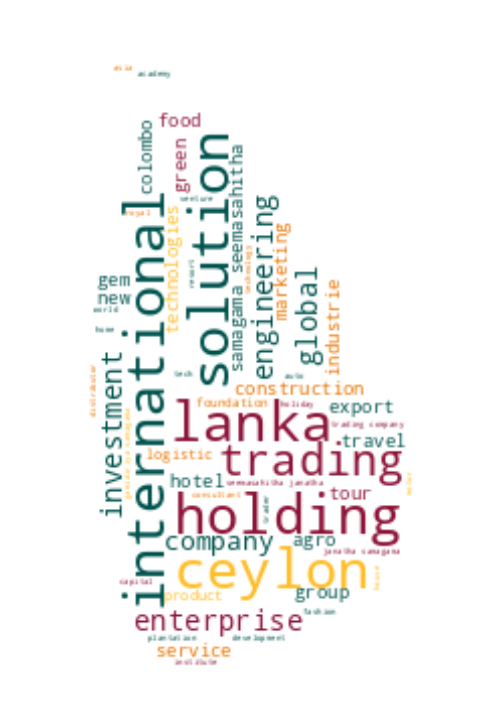 asia
academy
food
colombo
green
solution
samagama seemasahitha
venture
international
royal
technologies
engineering
marketing
technology
resort
global
gem
new
world
industrie
home
investment
tech
auto
construction
distributor
foundation
holiday
export
lanka
trading company
travel
logistic
trading
hotel
seemasahitha janatha
consultant
tour
holding
trader
company
agro
janatha samagama
ceylon
capital
product
group
fashion
enterprise
plantation
development
service
institute